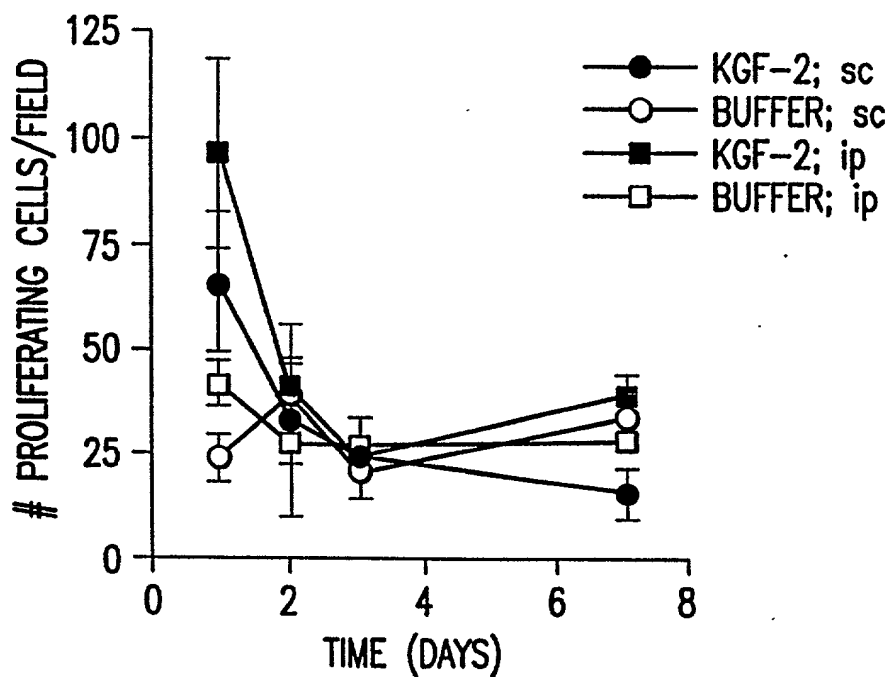 # PROLIFERATING CELLS/FIELD
125
100
75
50
25
0
0 2 4 6 8
TIME (DAYS)
KGF-2; sc
BUFFER; sc
KGF-2; ip
BUFFER; ip